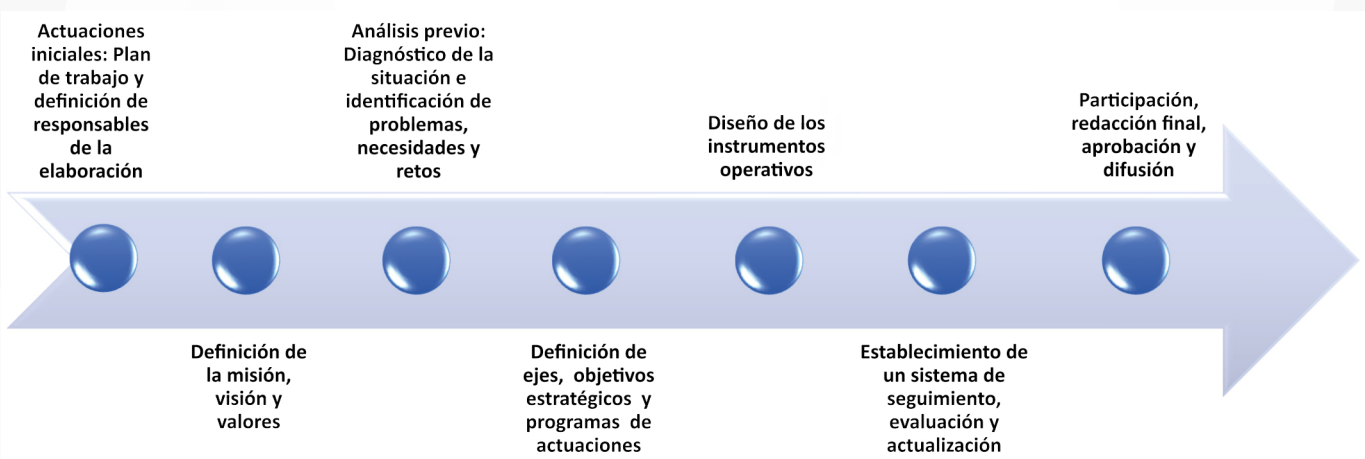 Actuaciones
iniciales: Plan
de trabajo y
definición de
responsables
de la
elaboración
Definición de
la misión,
visión y
valores
Análisis previo:
Diagnóstico de la
situación e
identificación de
problemas,
necesidades y
retos
Definición de
ejes, objetivos
estratégicos y
programas de
actuaciones
Diseño de los
instrumentos
operativos
Establecimiento de
un sistema de
seguimiento,
evaluación y
actualización
Participación,
redacción final,
aprobación y
difusión